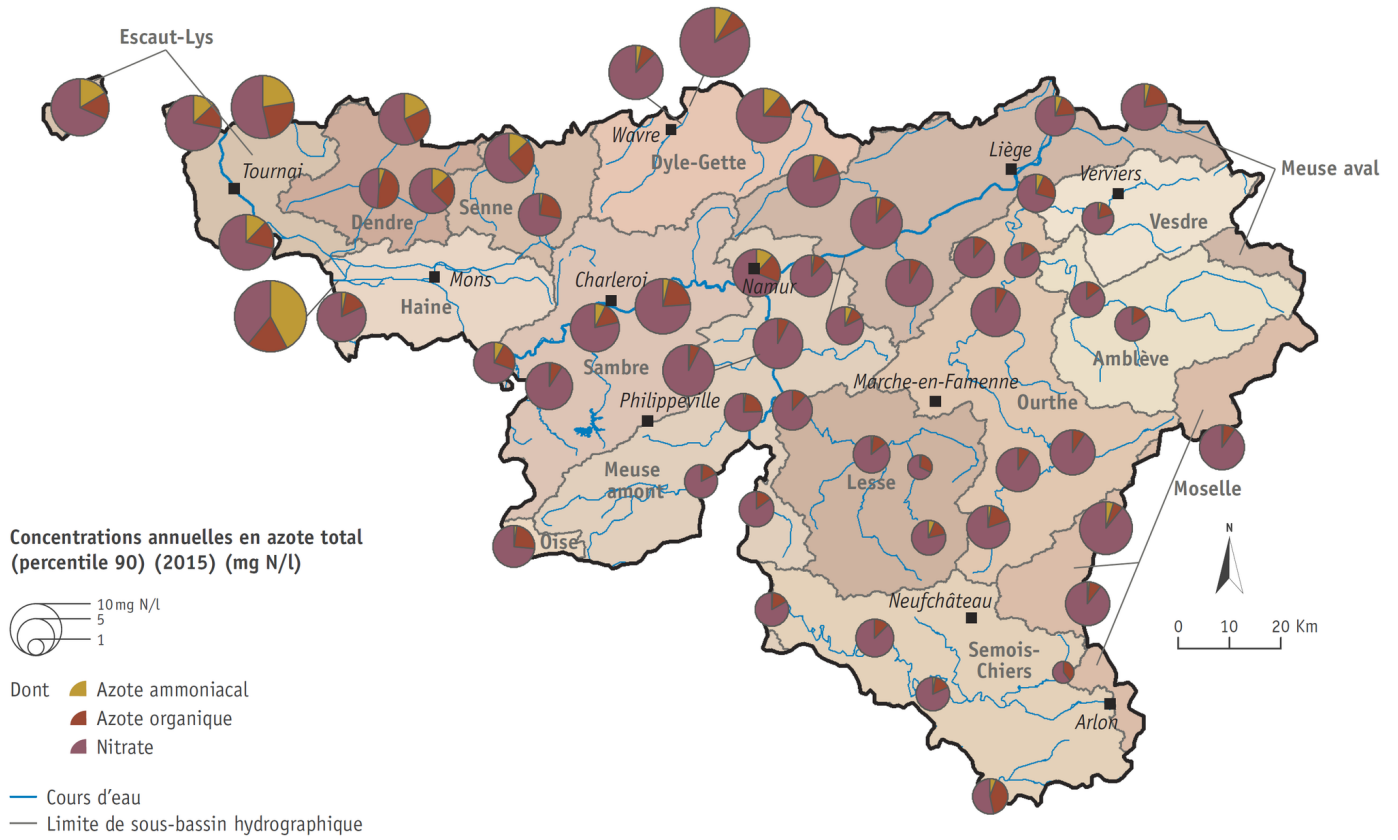 Escaut-Lys
Wavre
Dyle-Gette
Liège
Meuse aval
Tournai
Verviers
Vesdre
Dendre
Senne
Mons
Haine
Charleroi
Namur
Sambre
Amblève
Marche-en-Famenne
Philippeville
Ourthe
Meuse
amont
Lesse
Moselle
Oise
Concentrations annuelles en azote total
(percentile 90) (2015) (mg N/l)
10 mg N/l
5
1
N
Neufchâteau
0 10 20 Km
Semois-
Chiers
Arlon
Dont Azote ammoniacal
Azote organique
Nitrate
Cours d'eau
Limite de sous-bassin hydrographique